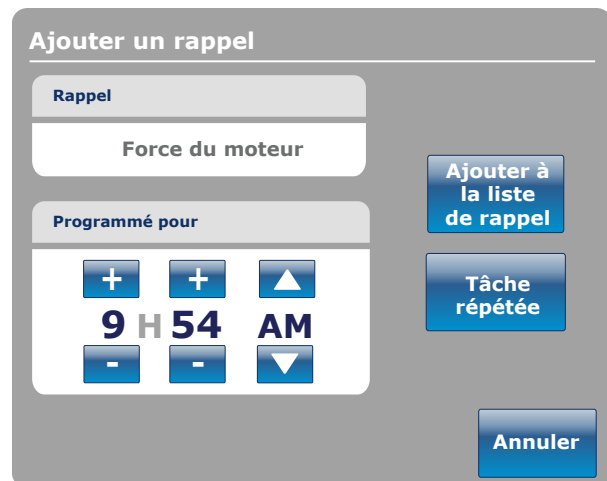 Ajouter un rappel
Rappel
Force du moteur
Ajouter à
la liste
de rappel
Programmé pour
+ + 
9 H 54 AM
- -
Tâche
répétée
Annuler